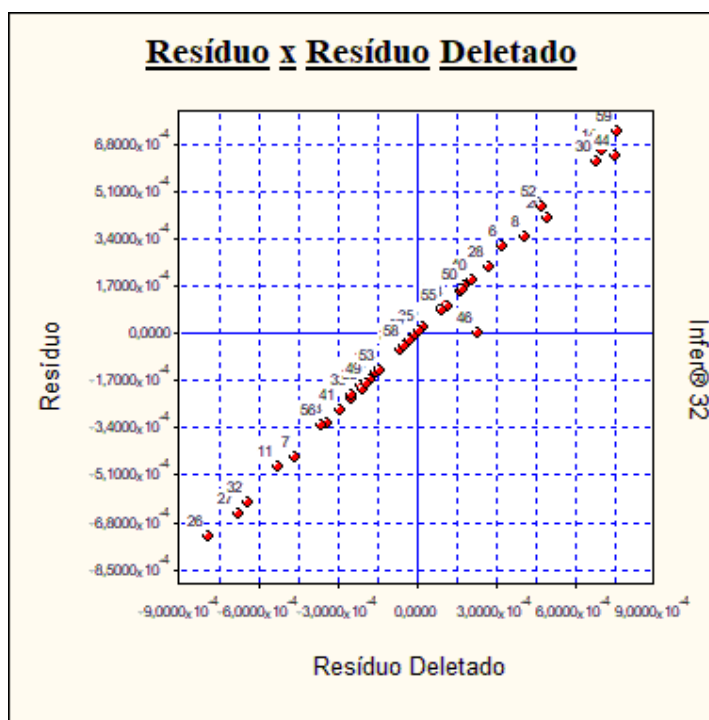 Resíduo x Resíduo Deletado
59
44
30
6,8000x10⁻⁴
52
5,1000x10⁻⁴
6
8
3,4000x10⁻⁴
28
50
1,7000x10⁻⁴
55
46
0,0000
58
53
-1,7000x10⁻⁴
49
41
56
-3,4000x10⁻⁴
7
11
-5,1000x10⁻⁴
32
27
-6,8000x10⁻⁴
26
-8,5000x10⁻⁴
Resíduo
Infer® 32
-9,0000x10⁻⁴ -6,0000x10⁻⁴ -3,0000x10⁻⁴ 0,0000 3,0000x10⁻⁴ 6,0000x10⁻⁴ 9,0000x10⁻⁴
Resíduo Deletado